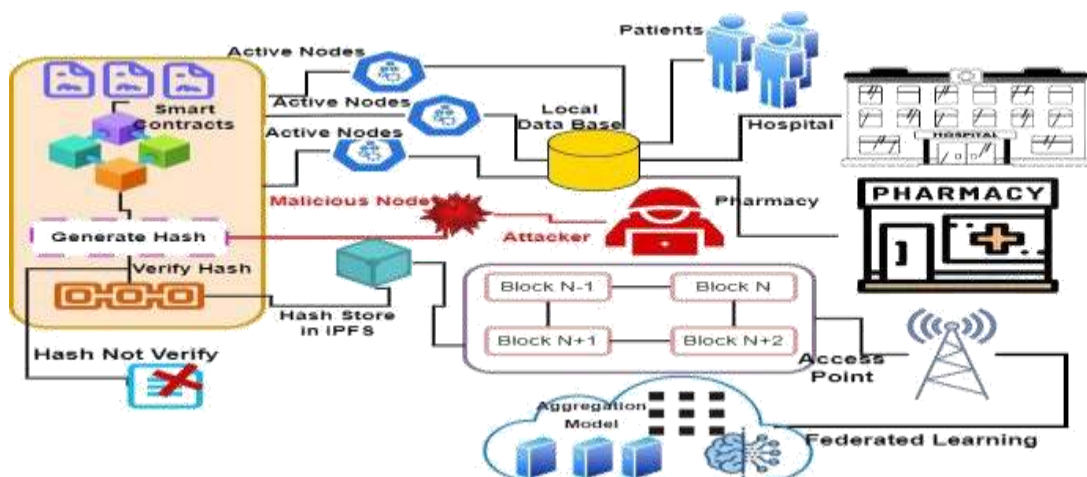 Active Nodes
Patients
Smart
Contracts
Active Nodes
Active Nodes
Local
Data Base
Hospital
HOSPITAL
Malicious Node
Attacker
Pharmacy
PHARMACY
Generate Hash
Verify Hash
Hash Store
in IPFS
Hash Not Verify
Block N-1
Block N
Block N+1
Block N+2
Access
Point
Aggregation
Model
Federated Learning